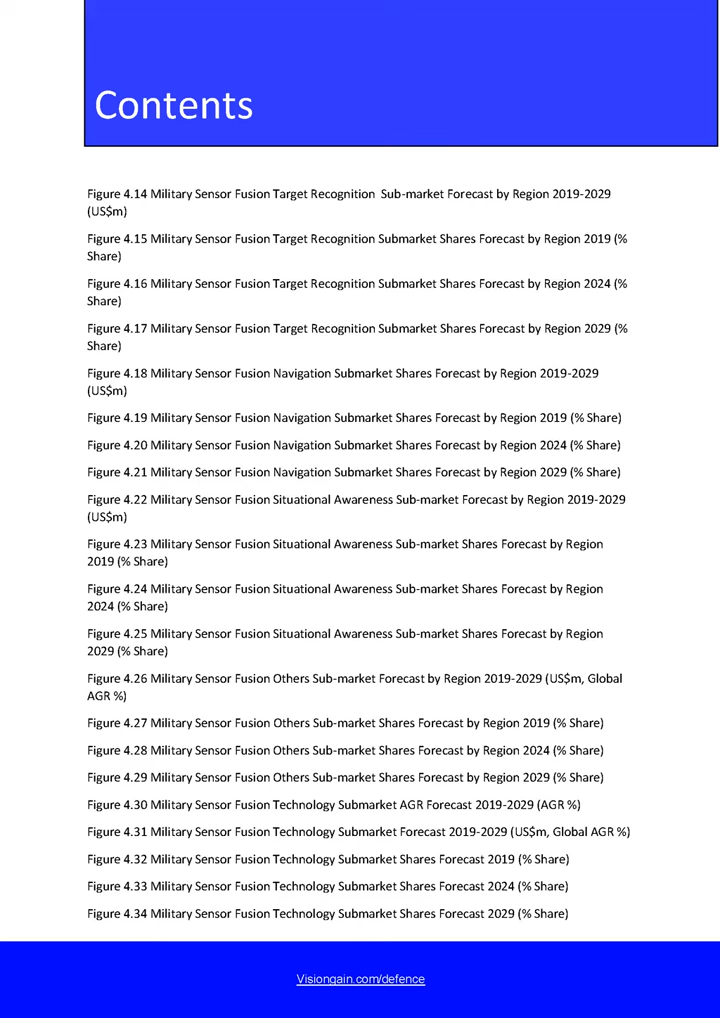 Contents
Figure 4.14 Military Sensor Fusion Target Recognition  Sub-market Forecast by Region 2019-2029
(US$m)
Figure 4.15 Military Sensor Fusion Target Recognition Submarket Shares Forecast by Region 2019 (%
Share)
Figure 4.16 Military Sensor Fusion Target Recognition Submarket Shares Forecast by Region 2024 (%
Share)
Figure 4.17 Military Sensor Fusion Target Recognition Submarket Shares Forecast by Region 2029 (%
Share)
Figure 4.18 Military Sensor Fusion Navigation Submarket Shares Forecast by Region 2019-2029
(US$m)
Figure 4.19 Military Sensor Fusion Navigation Submarket Shares Forecast by Region 2019 (% Share)
Figure 4.20 Military Sensor Fusion Navigation Submarket Shares Forecast by Region 2024 (% Share)
Figure 4.21 Military Sensor Fusion Navigation Submarket Shares Forecast by Region 2029 (% Share)
Figure 4.22 Military Sensor Fusion Situational Awareness Sub-market Forecast by Region 2019-2029
(US$m)
Figure 4.23 Military Sensor Fusion Situational Awareness Sub-market Shares Forecast by Region
2019 (% Share)
Figure 4.24 Military Sensor Fusion Situational Awareness Sub-market Shares Forecast by Region
2024 (% Share)
Figure 4.25 Military Sensor Fusion Situational Awareness Sub-market Shares Forecast by Region
2029 (% Share)
Figure 4.26 Military Sensor Fusion Others Sub-market Forecast by Region 2019-2029 (US$m, Global
AGR %)
Figure 4.27 Military Sensor Fusion Others Sub-market Shares Forecast by Region 2019 (% Share)
Figure 4.28 Military Sensor Fusion Others Sub-market Shares Forecast by Region 2024 (% Share)
Figure 4.29 Military Sensor Fusion Others Sub-market Shares Forecast by Region 2029 (% Share)
Figure 4.30 Military Sensor Fusion Technology Submarket AGR Forecast 2019-2029 (AGR %)
Figure 4.31 Military Sensor Fusion Technology Submarket Forecast 2019-2029 (US$m, Global AGR %)
Figure 4.32 Military Sensor Fusion Technology Submarket Shares Forecast 2019 (% Share)
Figure 4.33 Military Sensor Fusion Technology Submarket Shares Forecast 2024 (% Share)
Figure 4.34 Military Sensor Fusion Technology Submarket Shares Forecast 2029 (% Share)
Visiongain.com/defence